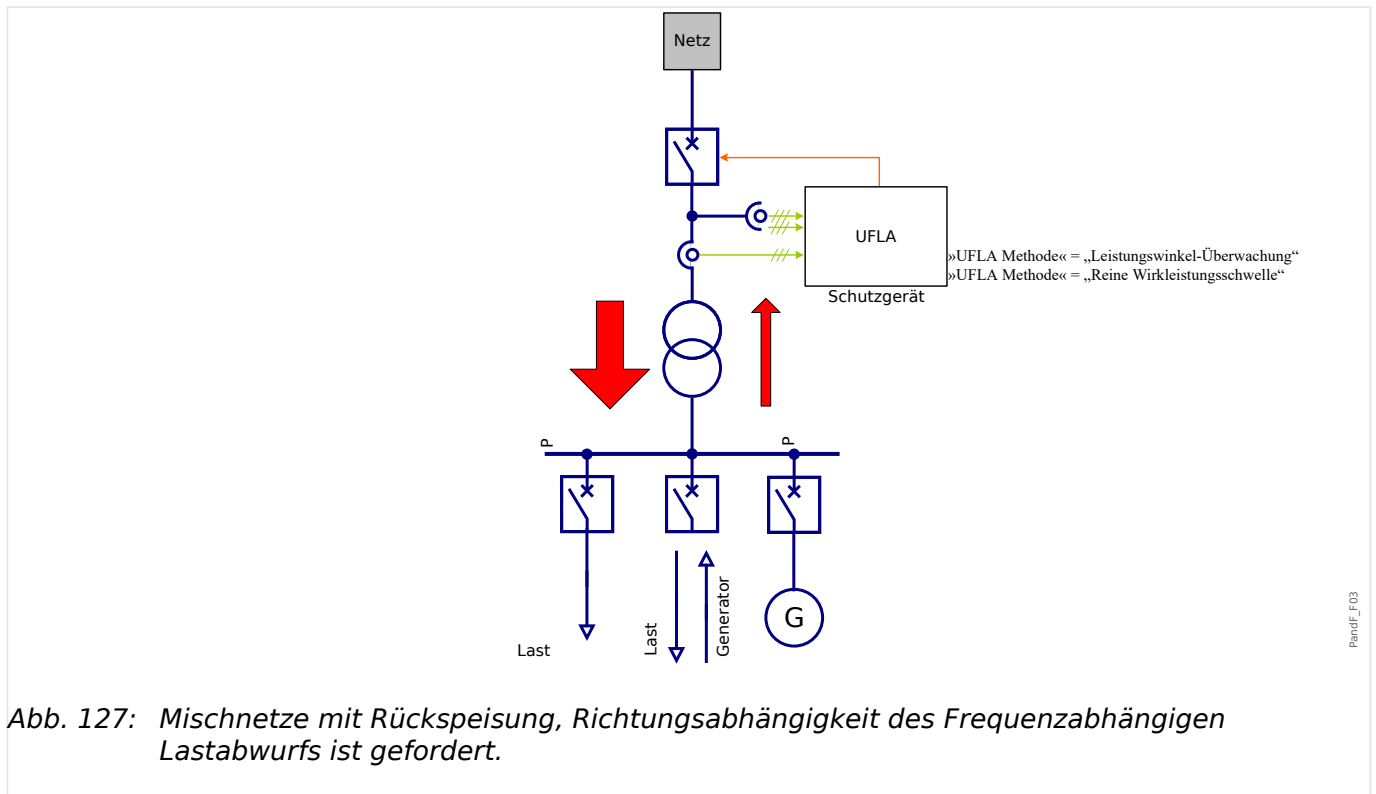 Netz
UFLA
»UFLA Methode« = „Leistungswinkel-Überwachung“
»UFLA Methode« = „Reine Wirkleistungsschwelle“
Schutzgerät
P
P
Last
Last
Generator
G
PandF_F03
Abb. 127: Mischnetze mit Rückspeisung, Richtungsabhängigkeit des Frequenzabhängigen
Lastabwurfs ist gefordert.